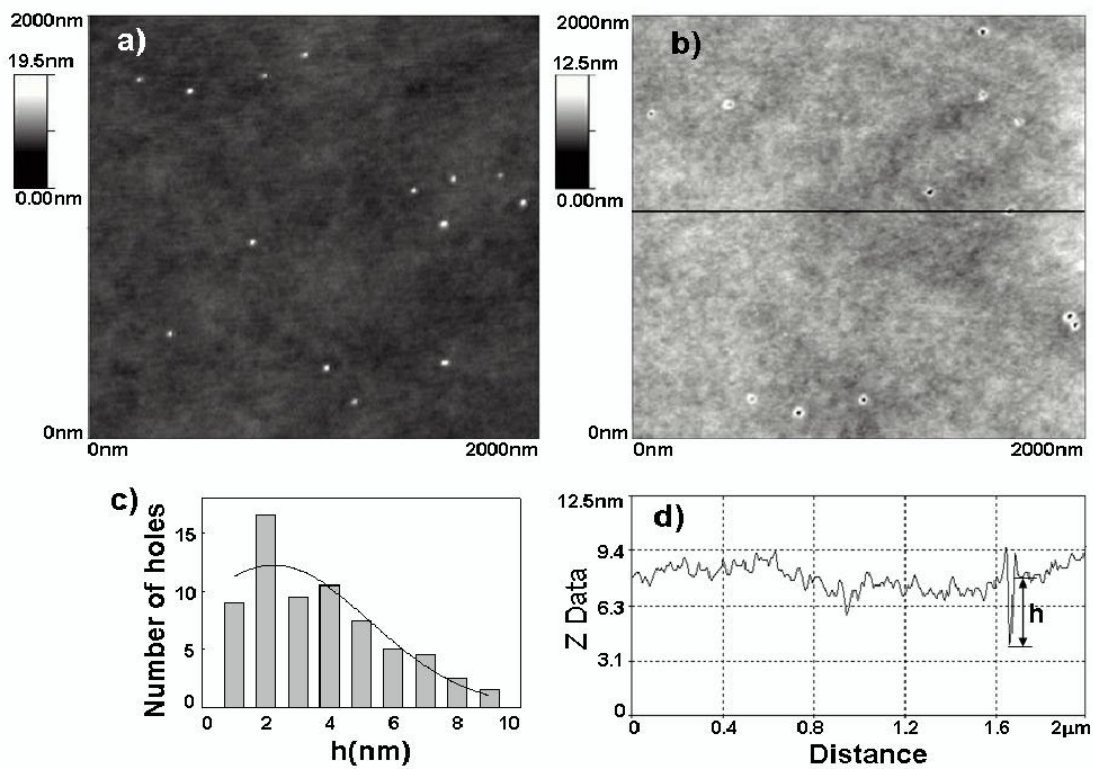 2000nm
a)
19.5nm
0.00nm
0nm
0nm 2000nm
2000nm
b)
12.5nm
0.00nm
0nm
0nm 2000nm
c)
Number of holes
15
10
5
0
0 2 4 6 8 10
h(nm)
d)
Z Data
12.5nm
9.4
6.3
3.1
0
h
0 0.4 0.8 1.2 1.6 2μm
Distance